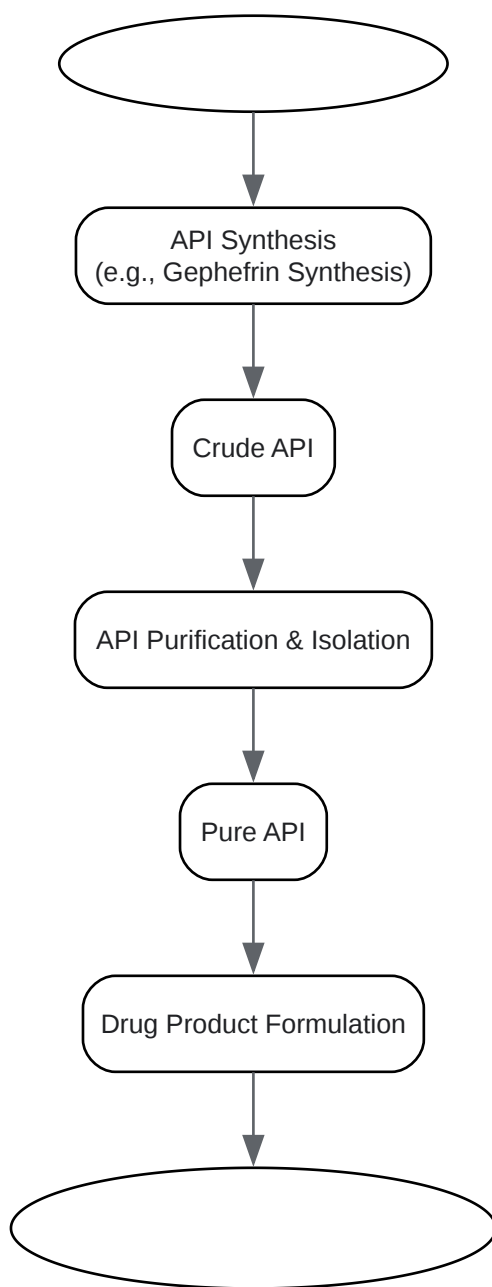 API Synthesis
(e.g., Gephefrin Synthesis)
Crude API
API Purification & Isolation
Pure API
Drug Product Formulation